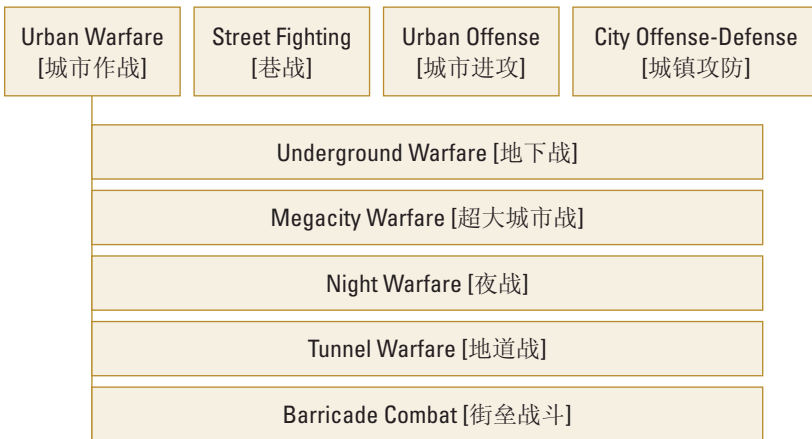 Urban Warfare
[城市作战]
Street Fighting
[巷战]
Urban Offense
[城市进攻]
City Offense-Defense
[城镇攻防]
Underground Warfare [地下战]
Megacity Warfare [超大城市战]
Night Warfare [夜战]
Tunnel Warfare [地道战]
Barricade Combat [街垒战斗]